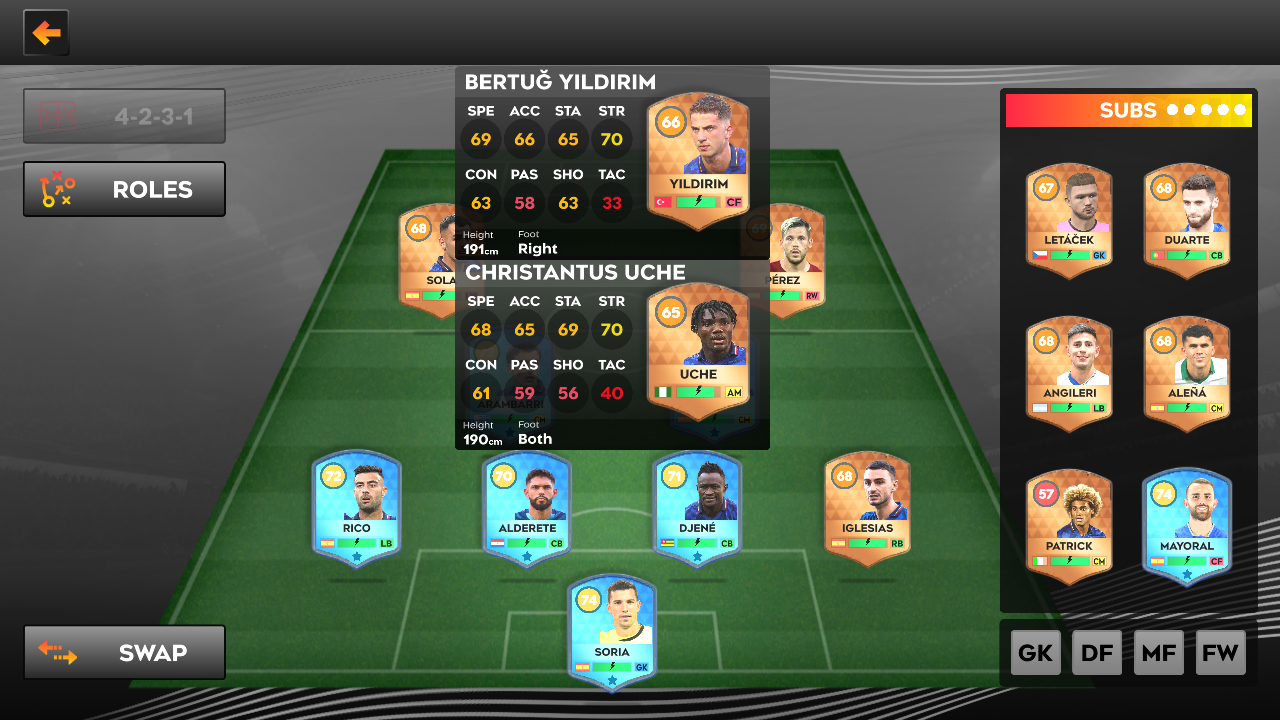 4-2-3-1
ROLES
BERTUĞ YILDIRIM
SPE ACC STA STR
69 66 65 70
CON PAS SHO TAC
63 58 63 33
Height Foot
191cm Right
66
YILDIRIM
CF
CHRISTANTUS UCHE
SPE ACC STA STR
68 65 69 70
CON PAS SHO TAC
61 59 56 40
Height Foot
190cm Both
65
UCHE
AM
68
SOLA
69
PÉREZ
RW
ARAMBARRI
CM
CM
72
RICO
LB
70
ALDERETE
CB
71
DJENÉ
CB
68
IGLESIAS
RB
74
SORIA
GK
SWAP
SUBS
67
LETÁČEK
GK
68
DUARTE
CB
68
ANGILERI
LB
68
ALEÑÁ
CM
57
PATRICK
CM
74
MAYORAL
CF
GK DF MF FW